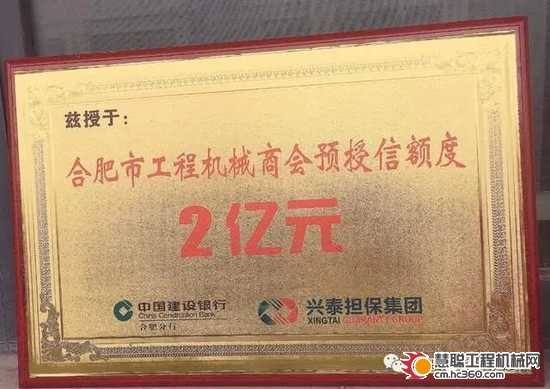 兹授于：
合肥市工程机械商会预授信额度
2亿元
中国建设银行
China Construction Bank
合肥分行
兴泰担保集团
XINGTAI GUARANTY GROUP
慧聪工程机械网
cm.hc360.com